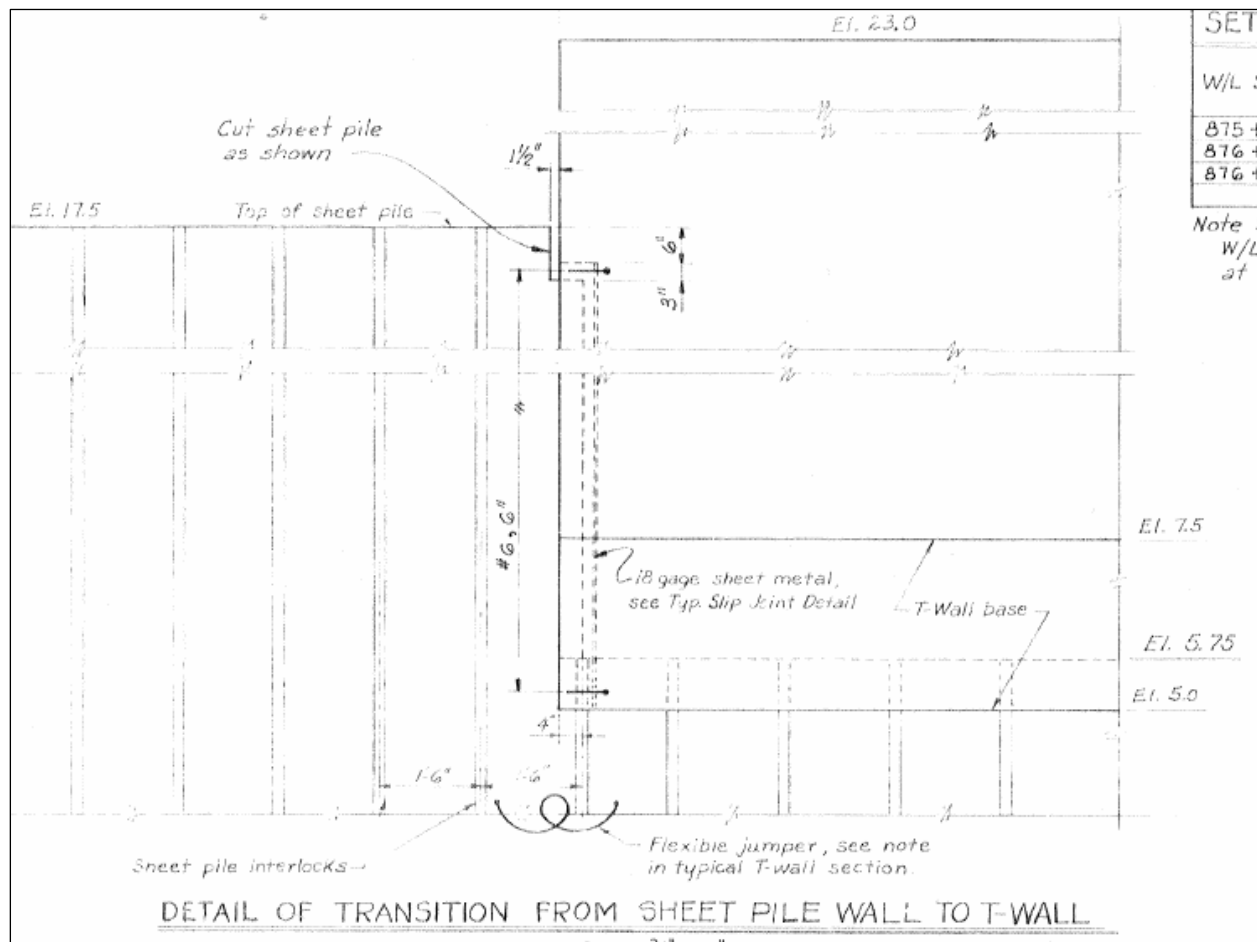 El. 23.0
SET
W/L
875+
876+
876+
Note
W/L
at
Cut sheet pile
as shown
1½"
El. 17.5
Top of sheet pile
6"
3"
#6, 6"
El. 7.5
18 gage sheet metal,
see Typ. Slip Joint Detail
T-Wall base
El. 5.75
El. 5.0
4"
1'-6"
1'-6"
Flexible jumper, see note
in typical T-wall section.
Sheet pile interlocks
DETAIL OF TRANSITION FROM SHEET PILE WALL TO T-WALL